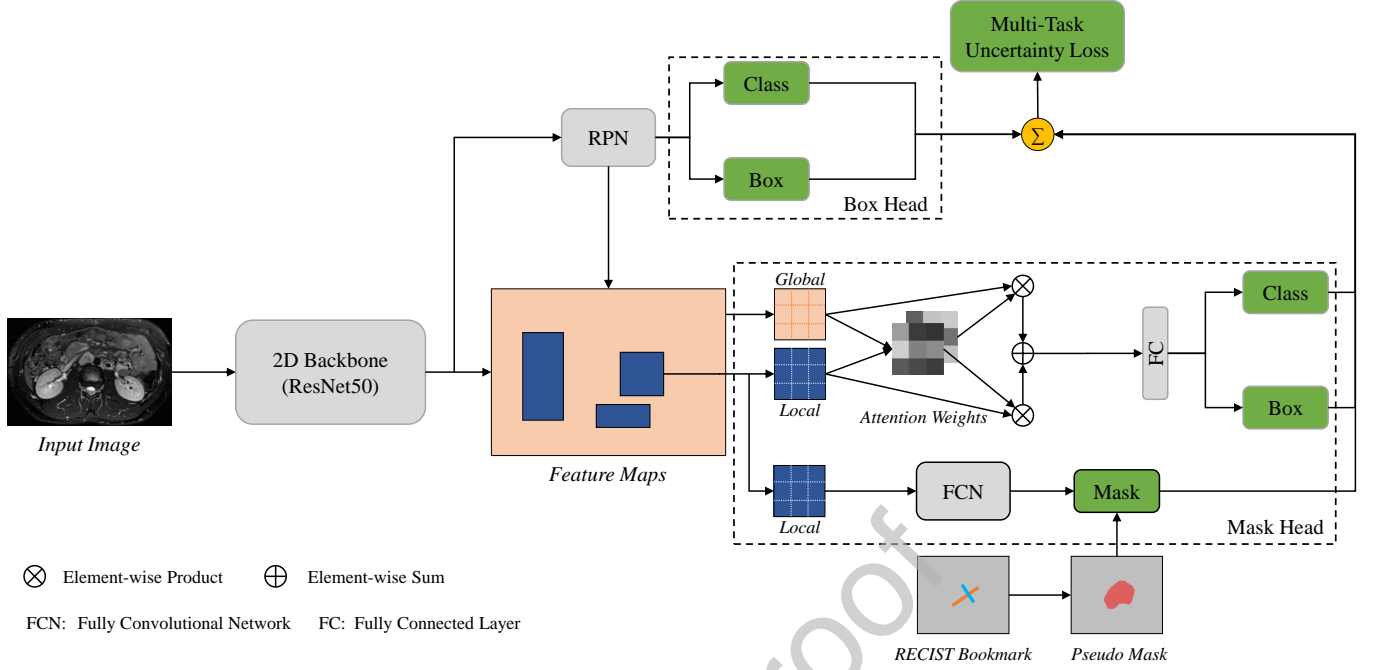 Multi-Task
Uncertainty Loss
Class
RPN
Σ
Box
Box Head
Global
Class
2D Backbone
(ResNet50)
FC
Local
Attention Weights
Box
Input Image
Feature Maps
FCN
Mask
Local
Mask Head
Element-wise Product
Element-wise Sum
FCN: Fully Convolutional Network
FC: Fully Connected Layer
RECIST Bookmark
Pseudo Mask
roof